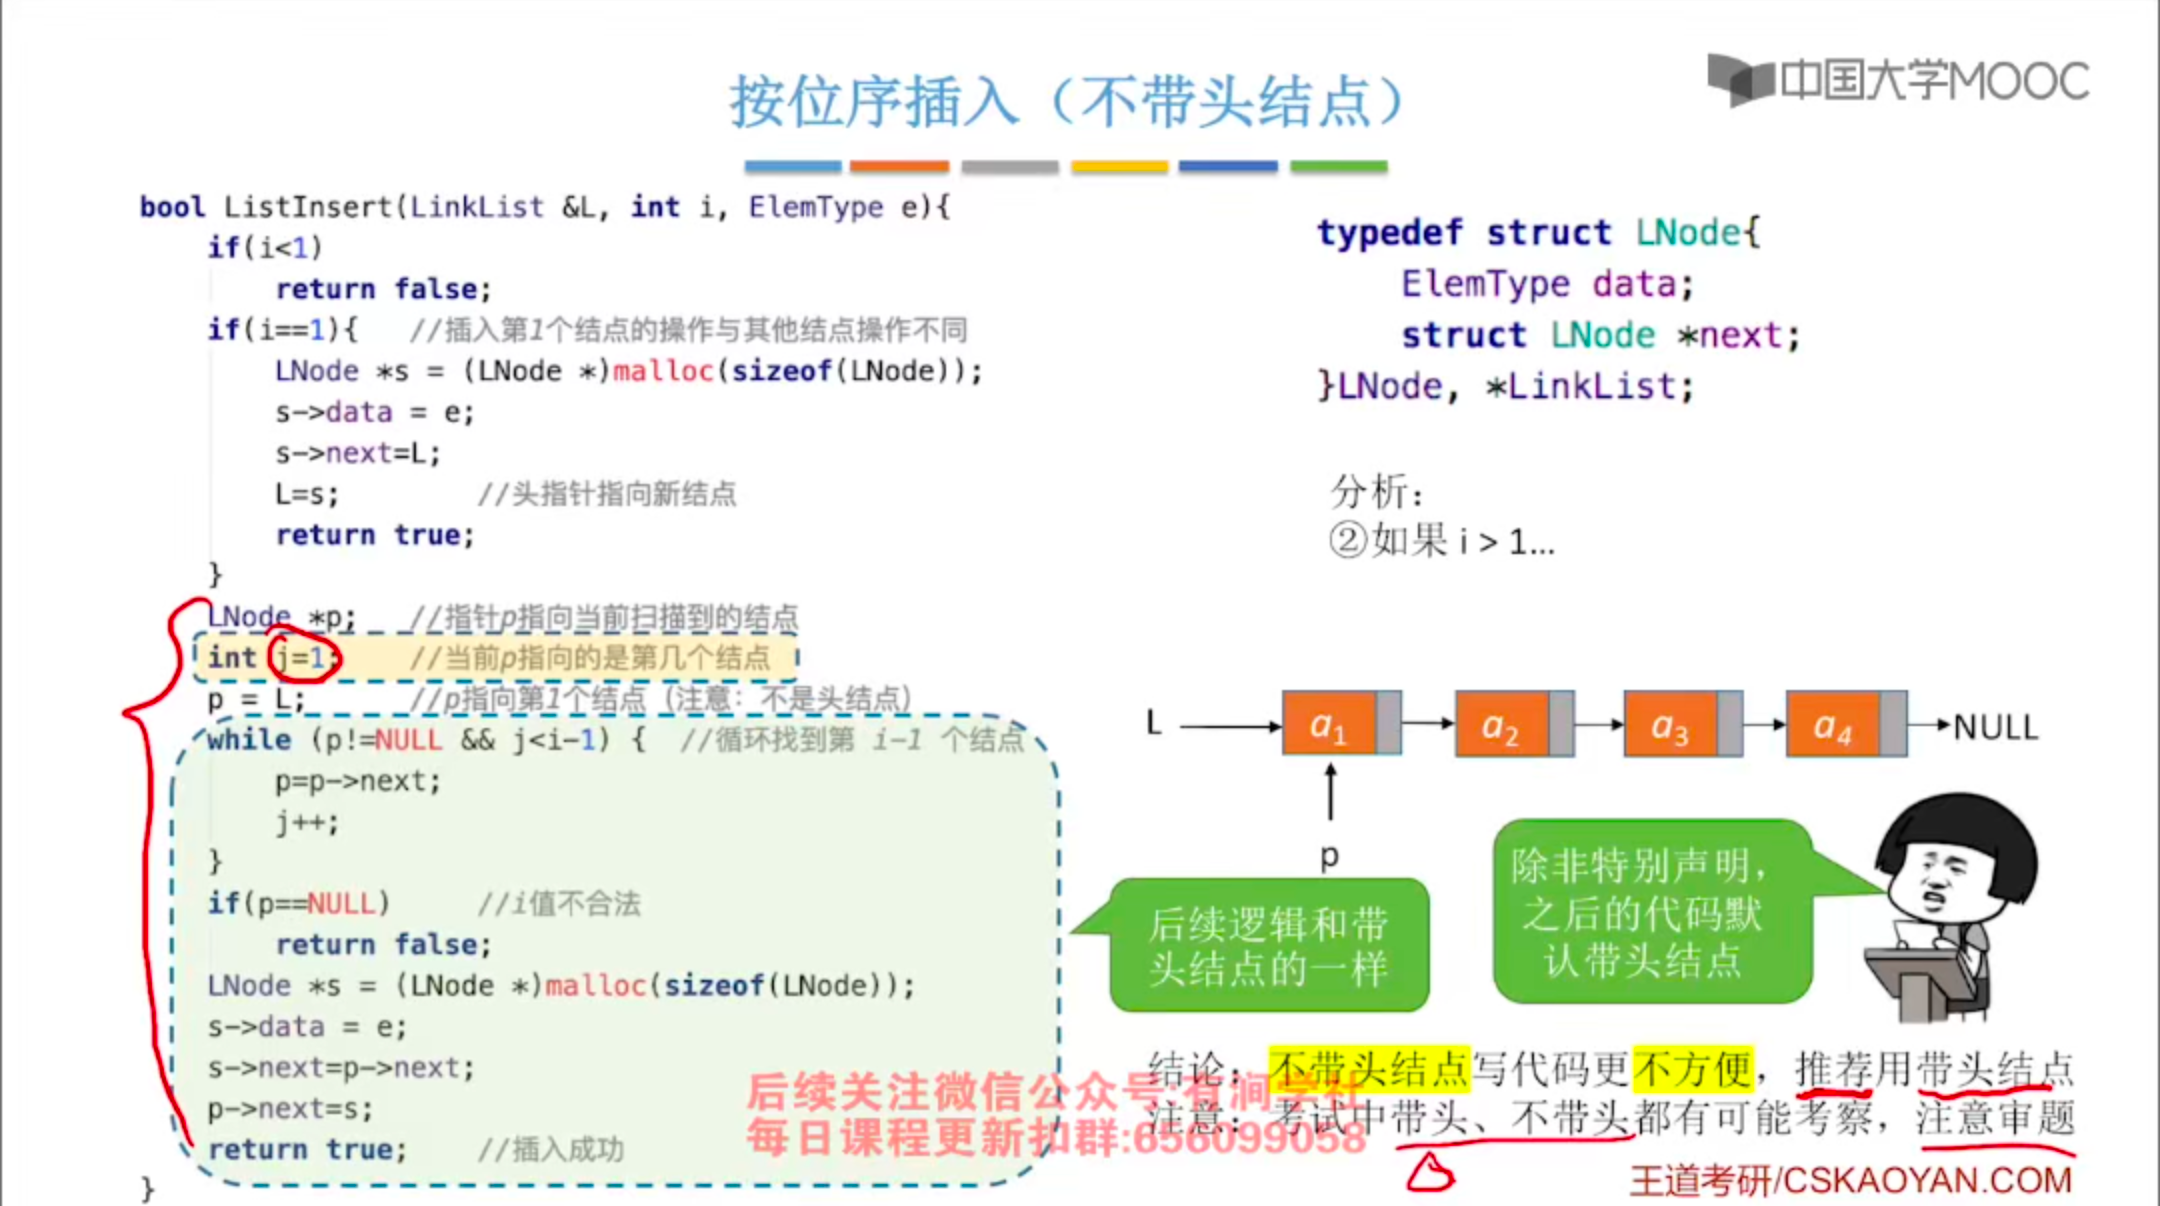 中国大学MOOC
按位序插入（不带头结点）
bool ListInsert(LinkList &L, int i, ElemType e){
if(i<1)
return false;
if(i==1){ //插入第1个结点的操作与其他结点操作不同
LNode *s = (LNode *)malloc(sizeof(LNode));
s->data = e;
s->next=L;
L=s; //头指针指向新结点
return true;
}
LNode *p; //指针p指向当前扫描到的结点
int j=1; //当前p指向的是第几个结点
p = L; //p指向第1个结点（注意：不是头结点）
while (p!=NULL && j<i-1) { //循环找到第 i-1 个结点
p=p->next;
j++;
}
if(p==NULL) //i值不合法
return false;
LNode *s = (LNode *)malloc(sizeof(LNode));
s->data = e;
s->next=p->next;
p->next=s;
return true; //插入成功
}
typedef struct LNode{
ElemType data;
struct LNode *next;
}LNode, *LinkList;
分析：
②如果 i > 1...
L a1 a2 a3 a4 NULL
p
后续逻辑和带
头结点的一样
除非特别声明，
之后的代码默
认带头结点
结论：不带头结点写代码更不方便，推荐用带头结点
注意：考试中带头、不带头都有可能考察，注意审题
后续关注微信公众号:有涧学社
每日课程更新扣群:656099058
王道考研/CSKAOYAN.COM